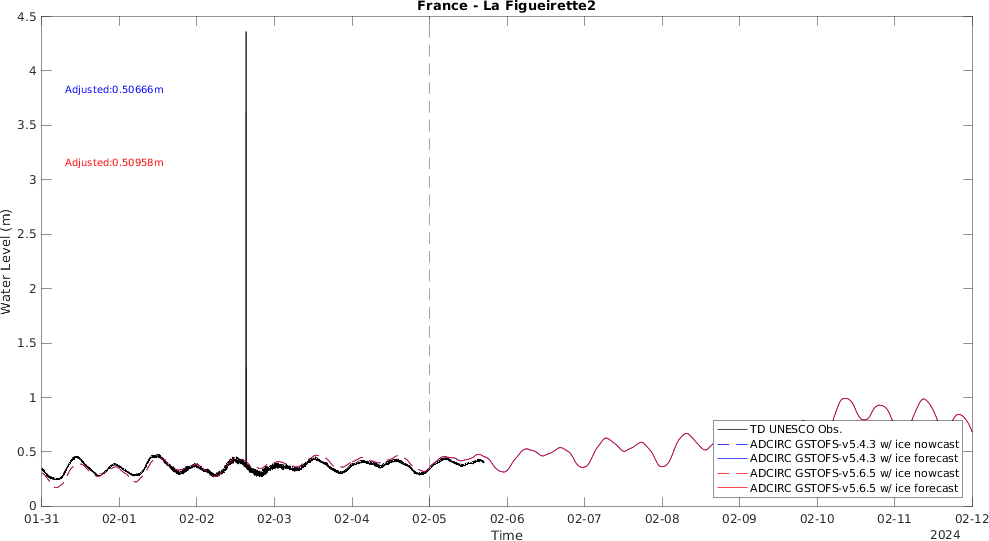 France - La Figueirette2
4.5
4
3.5
3
2.5
2
1.5
1
0.5
0
Water Level (m)
Adjusted:0.50666m
Adjusted:0.50958m
TD UNESCO Obs.
ADCIRC GSTOFS-v5.4.3 w/ ice nowcast
ADCIRC GSTOFS-v5.4.3 w/ ice forecast
ADCIRC GSTOFS-v5.6.5 w/ ice nowcast
ADCIRC GSTOFS-v5.6.5 w/ ice forecast
01-31 02-01 02-02 02-03 02-04 02-05 02-06 02-07 02-08 02-09 02-10 02-11 02-12
Time
2024